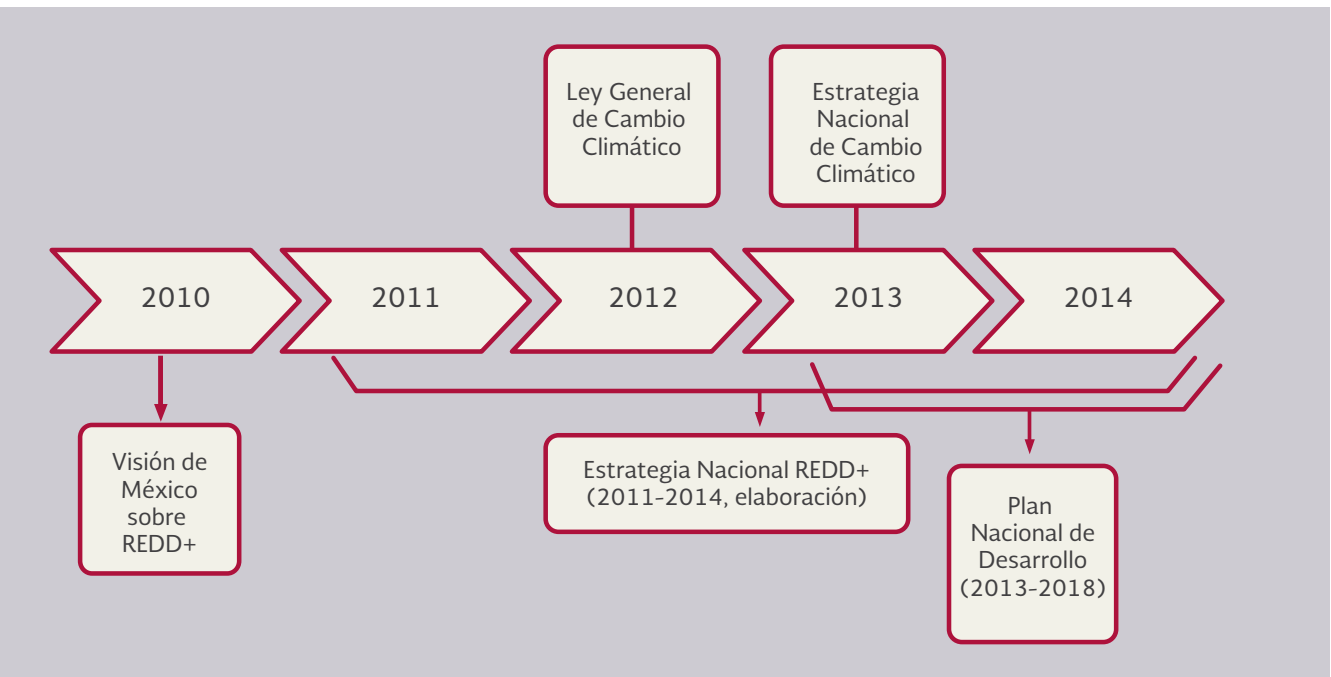 Ley General
de Cambio
Climático
Estrategia
Nacional
de Cambio
Climático
2010
2011
2012
2013
2014
Visión de
México
sobre
REDD+
Estrategia Nacional REDD+
(2011-2014, elaboración)
Plan
Nacional de
Desarrollo
(2013-2018)